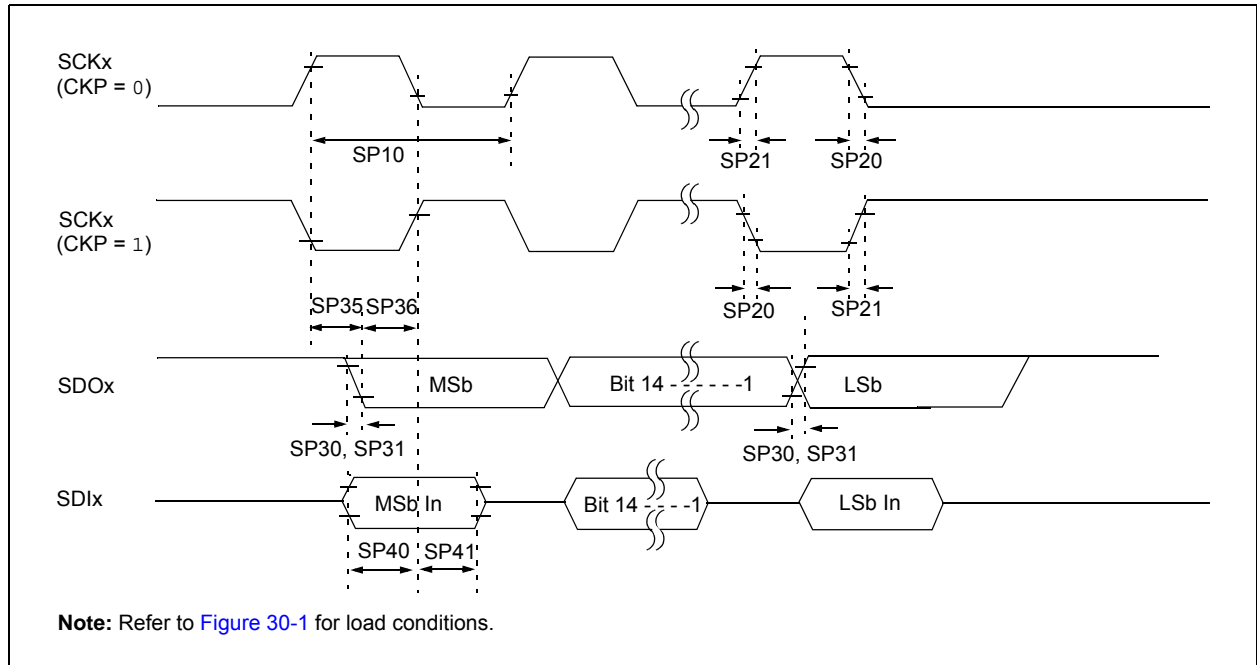 SCKx
(CKP = 0)
SP10
SP21
SP20
SCKx
(CKP = 1)
SP35
SP36
SP20
SP21
SDOx
MSb
Bit 14 - - - - - -1
LSb
SP30, SP31
SP30, SP31
SDIx
MSb In
Bit 14 - - - -1
LSb In
SP40
SP41
Note: Refer to Figure 30-1 for load conditions.